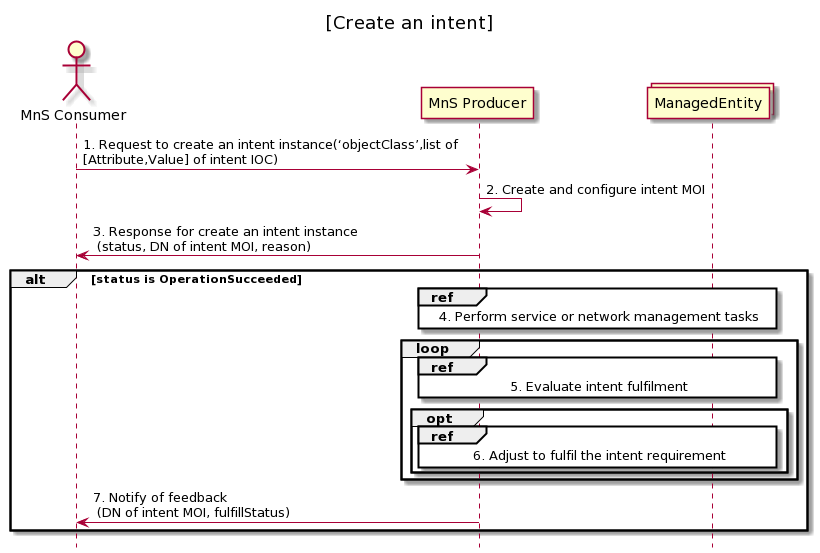 [Create an intent]
MnS Consumer
MnS Producer
ManagedEntity
1. Request to create an intent instance(‘objectClass’,list of
[Attribute,Value] of intent IOC)
2. Create and configure intent MOI
3. Response for create an intent instance
(status, DN of intent MOI, reason)
alt
[status is OperationSucceeded]
ref
4. Perform service or network management tasks
loop
ref
5. Evaluate intent fulfilment
opt
ref
6. Adjust to fulfil the intent requirement
7. Notify of feedback
(DN of intent MOI, fulfillStatus)